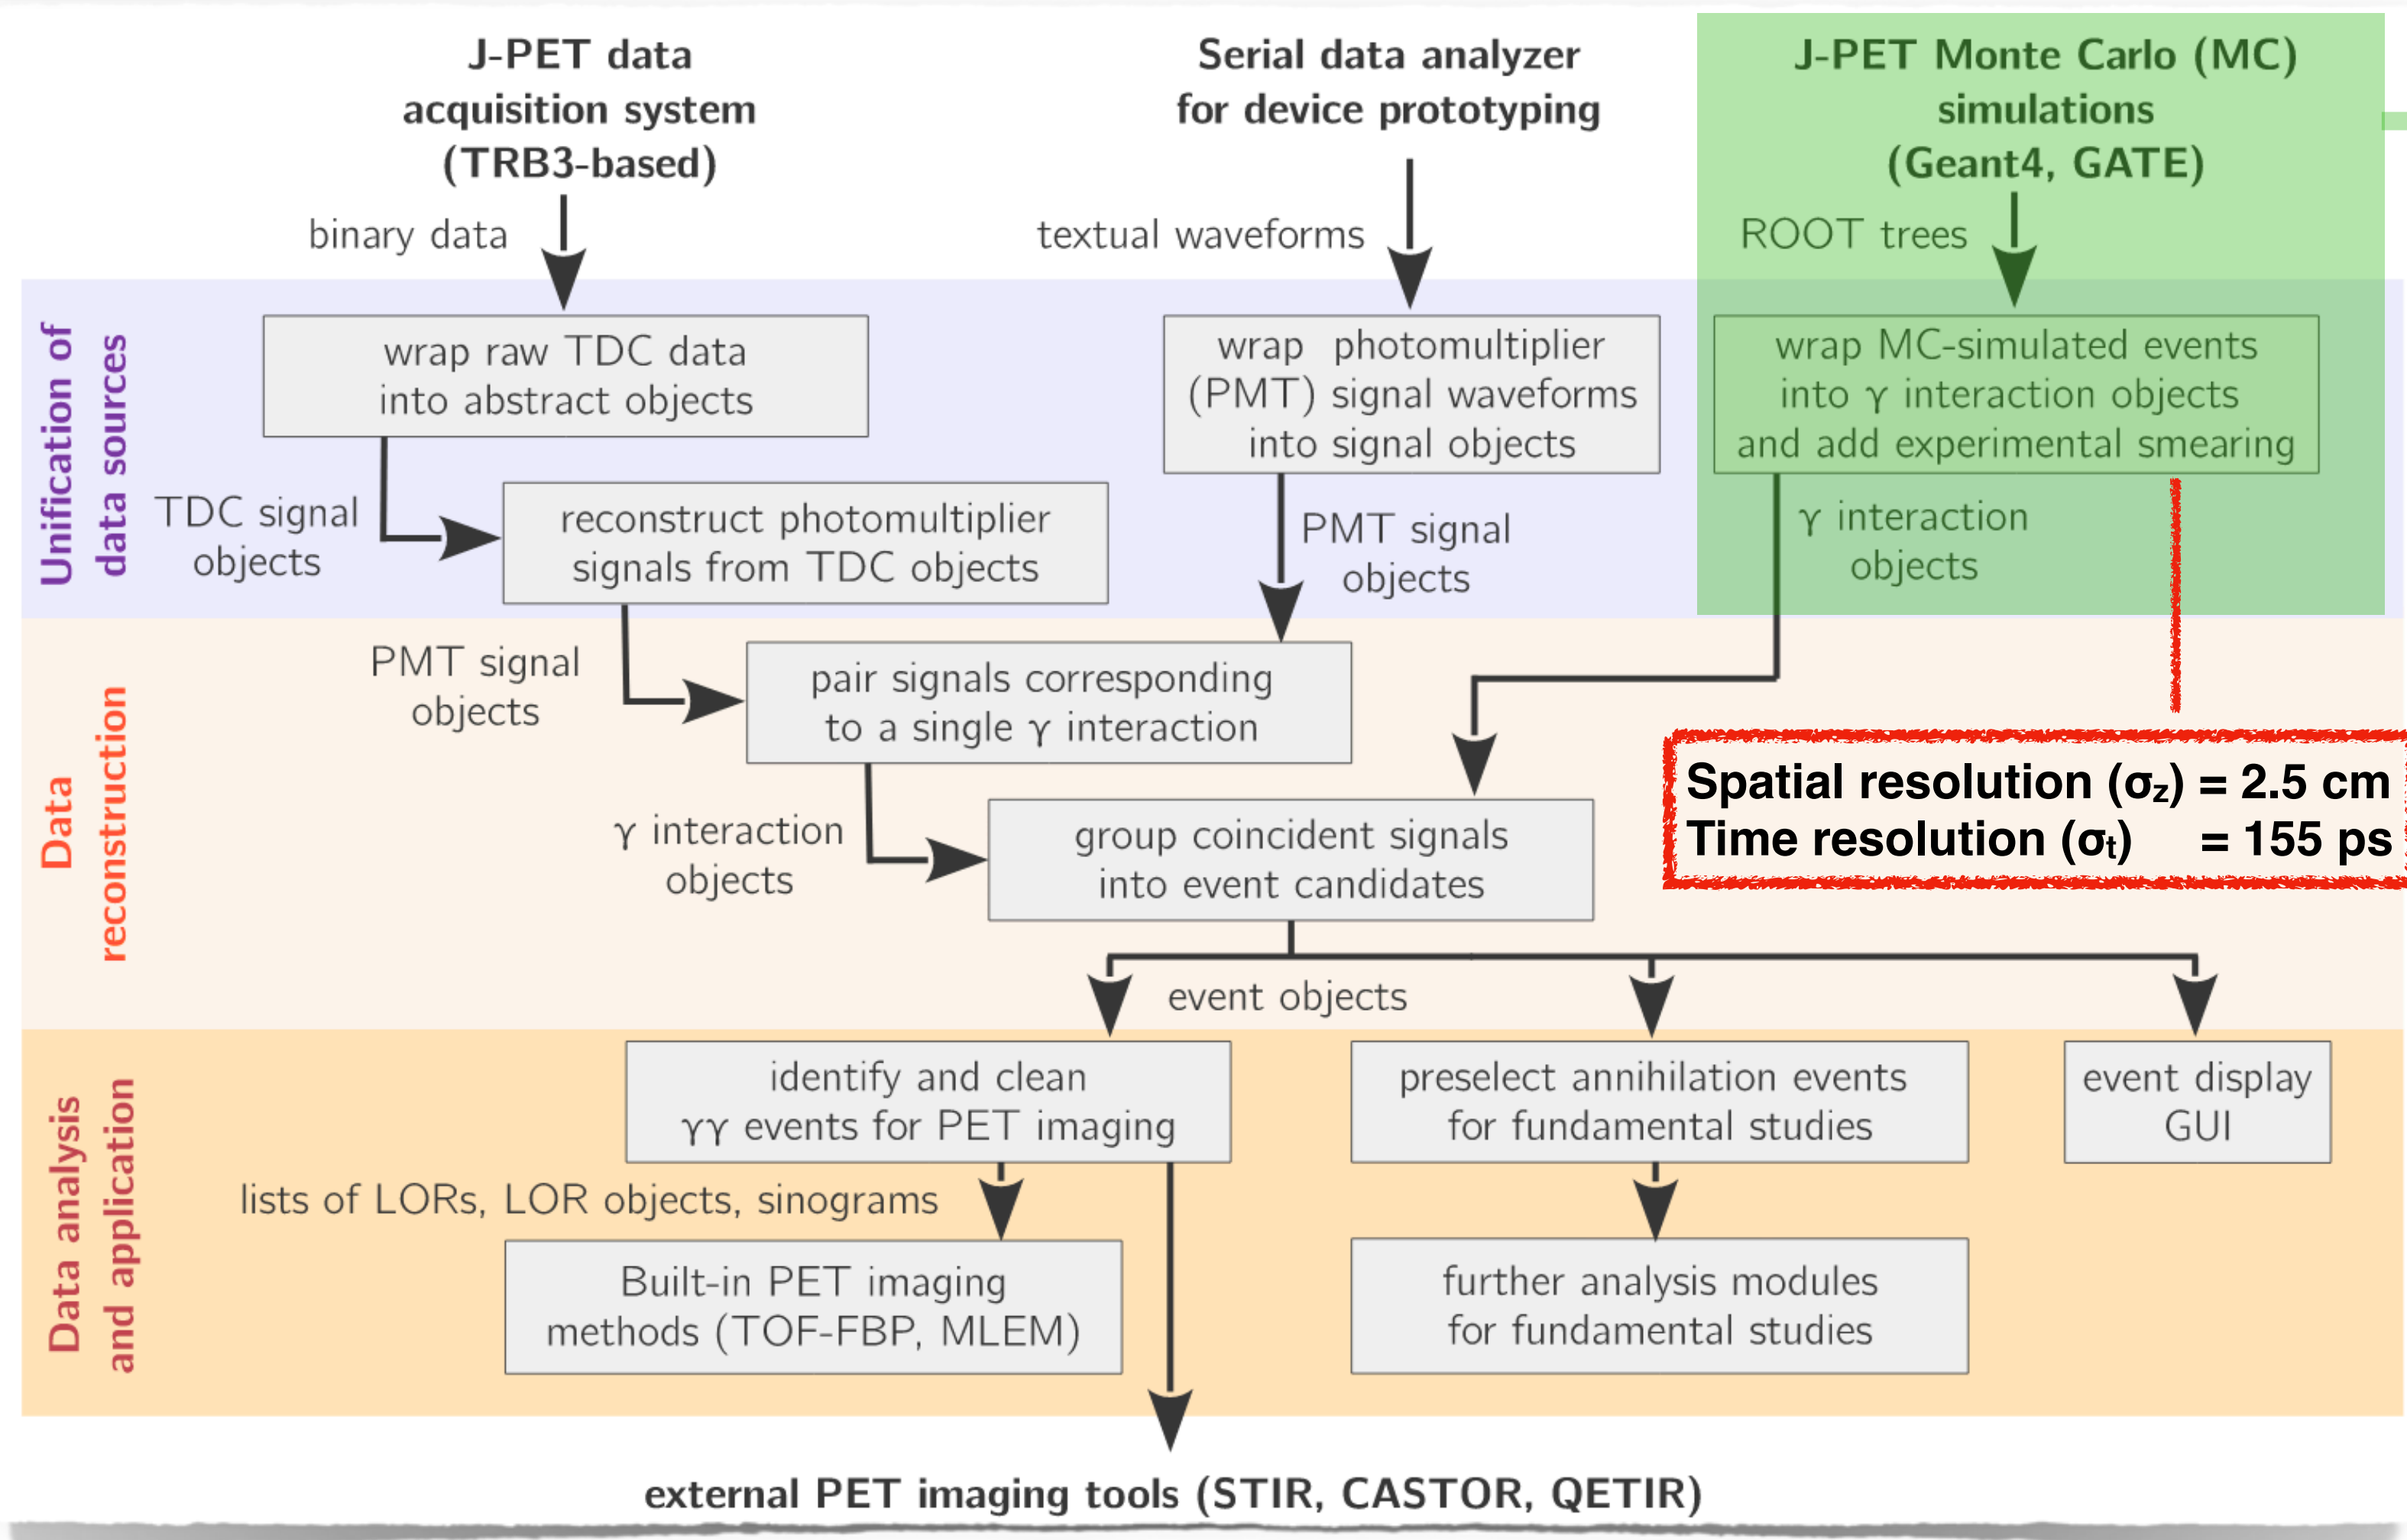 J-PET data
acquisition system
(TRB3-based)
Serial data analyzer
for device prototyping
J-PET Monte Carlo (MC)
simulations
(Geant4, GATE)
binary data
textual waveforms
ROOT trees
Unification of
data sources
wrap raw TDC data
into abstract objects
wrap photomultiplier
(PMT) signal waveforms
into signal objects
wrap MC-simulated events
into γ interaction objects
and add experimental smearing
TDC signal
objects
reconstruct photomultiplier
signals from TDC objects
PMT signal
objects
γ interaction
objects
Data
reconstruction
PMT signal
objects
pair signals corresponding
to a single γ interaction
Spatial resolution (σz) = 2.5 cm
Time resolution (σt) = 155 ps
γ interaction
objects
group coincident signals
into event candidates
event objects
Data analysis
and application
identify and clean
γγ events for PET imaging
preselect annihilation events
for fundamental studies
event display
GUI
lists of LORs, LOR objects, sinograms
Built-in PET imaging
methods (TOF-FBP, MLEM)
further analysis modules
for fundamental studies
external PET imaging tools (STIR, CASTOR, QETIR)